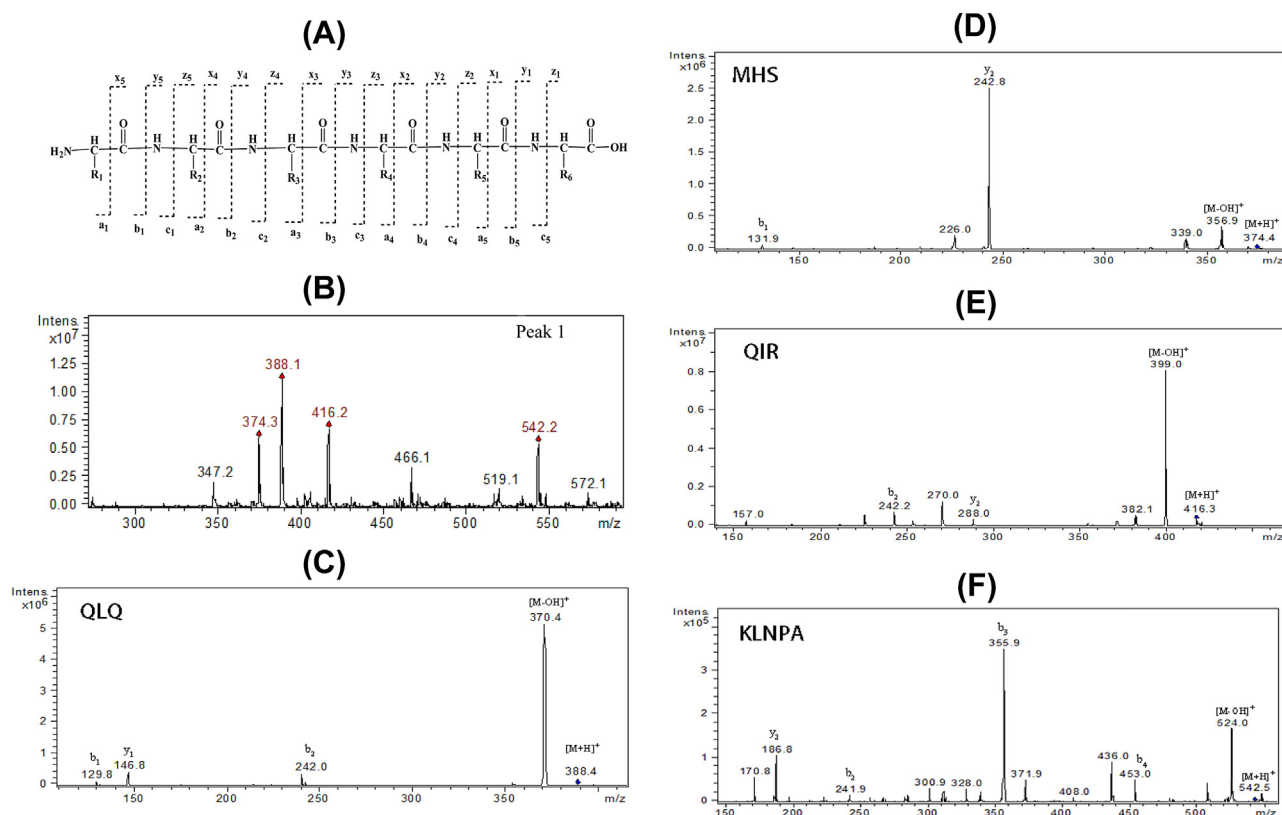 (A)
x5 y5 z5 x4 y4 z4 x3 y3 z3 x2 y2 z2 x1 y1 z1
H O H H O H H O H H O H H O H H O
H2N C C N C C N C C N C C N C C N C C OH
R1 R2 R3 R4 R5 R6
a1 b1 c1 a2 b2 c2 a3 b3 c3 a4 b4 c4 a5 b5 c5
(B)
Intens.
x10^7
Peak 1
1.25
1.00
0.75
0.50
0.25
0.00
347.2
374.3
388.1
416.2
466.1
519.1
542.2
572.1
300 350 400 450 500 550 m/z
(C)
Intens.
x10^6
QLQ
5
4
3
2
1
0
b1
129.8
y1
146.8
b2
242.0
[M-OH]+
370.4
[M+H]+
388.4
150 200 250 300 350 m/z
(D)
Intens.
x10^6
MHS
2.5
2.0
1.5
1.0
0.5
0.0
b1
131.9
226.0
y2
242.8
339.0
[M-OH]+
356.9
[M+H]+
374.4
150 200 250 300 350 m/z
(E)
Intens.
x10^7
QIR
0.8
0.6
0.4
0.2
0.0
157.0
b2
242.2
270.0
y2
288.0
382.1
[M-OH]+
399.0
[M+H]+
416.3
150 200 250 300 350 400 m/z
(F)
Intens.
x10^5
KLNPA
3
2
1
0
170.8
y2
186.8
b2
241.9
300.9
328.0
b3
355.9
371.9
408.0
436.0
b4
453.0
[M-OH]+
524.0
[M+H]+
542.5
150 200 250 300 350 400 450 500 m/z